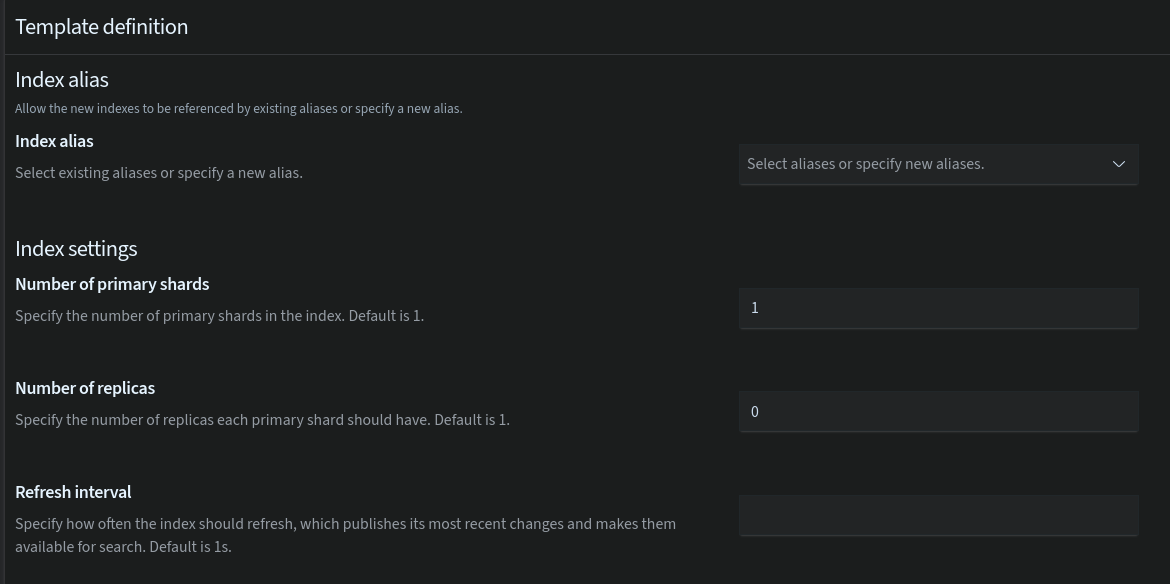 Template definition
Index alias
Allow the new indexes to be referenced by existing aliases or specify a new alias.
Index alias
Select existing aliases or specify a new alias.
Select aliases or specify new aliases.
Index settings
Number of primary shards
Specify the number of primary shards in the index. Default is 1.
1
Number of replicas
Specify the number of replicas each primary shard should have. Default is 1.
0
Refresh interval
Specify how often the index should refresh, which publishes its most recent changes and makes them
available for search. Default is 1s.